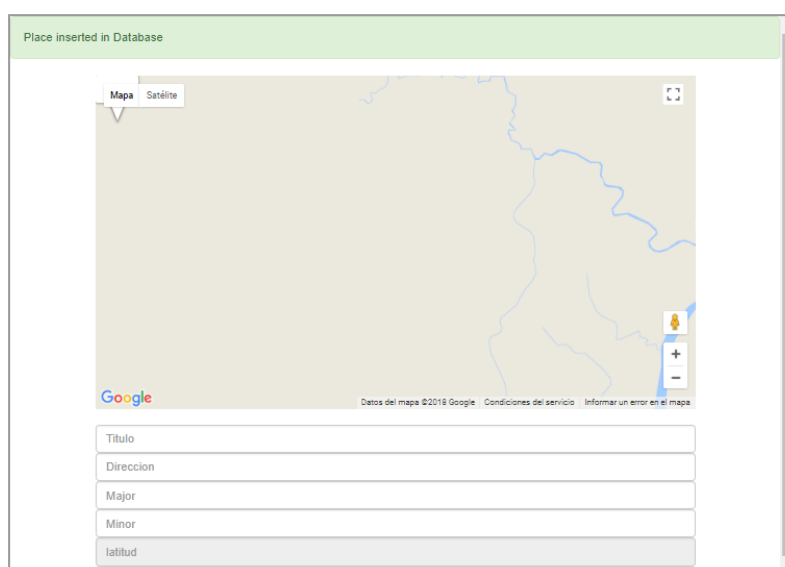 Place inserted in Database
Mapa Satélite
Google
Datos del mapa ©2018 Google Condiciones del servicio Informar un error en el mapa
Titulo
Direccion
Major
Minor
latitud